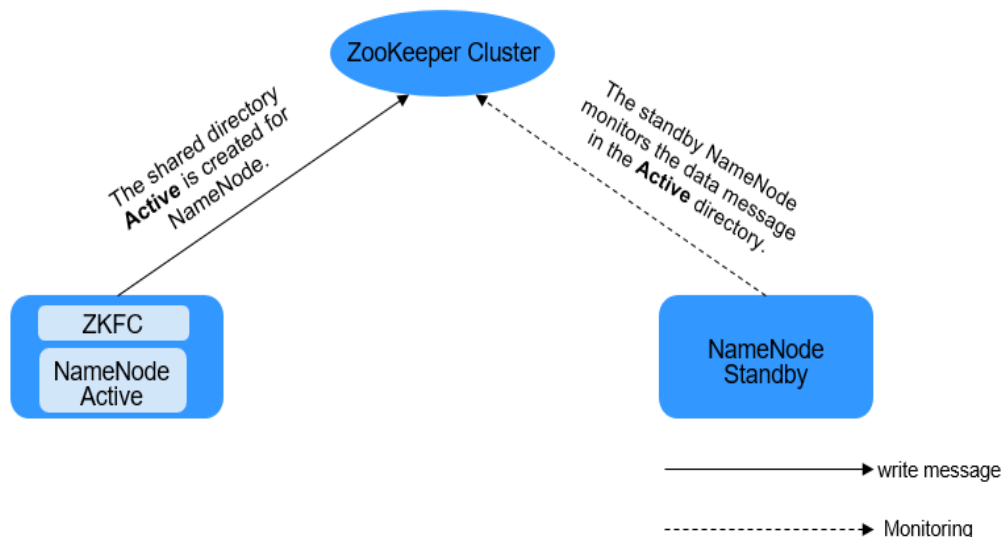 ZooKeeper Cluster
The shared directory
Active is created for
NameNode.
The standby NameNode
monitors the data message
in the Active directory.
ZKFC
NameNode
Active
NameNode
Standby
write message
Monitoring